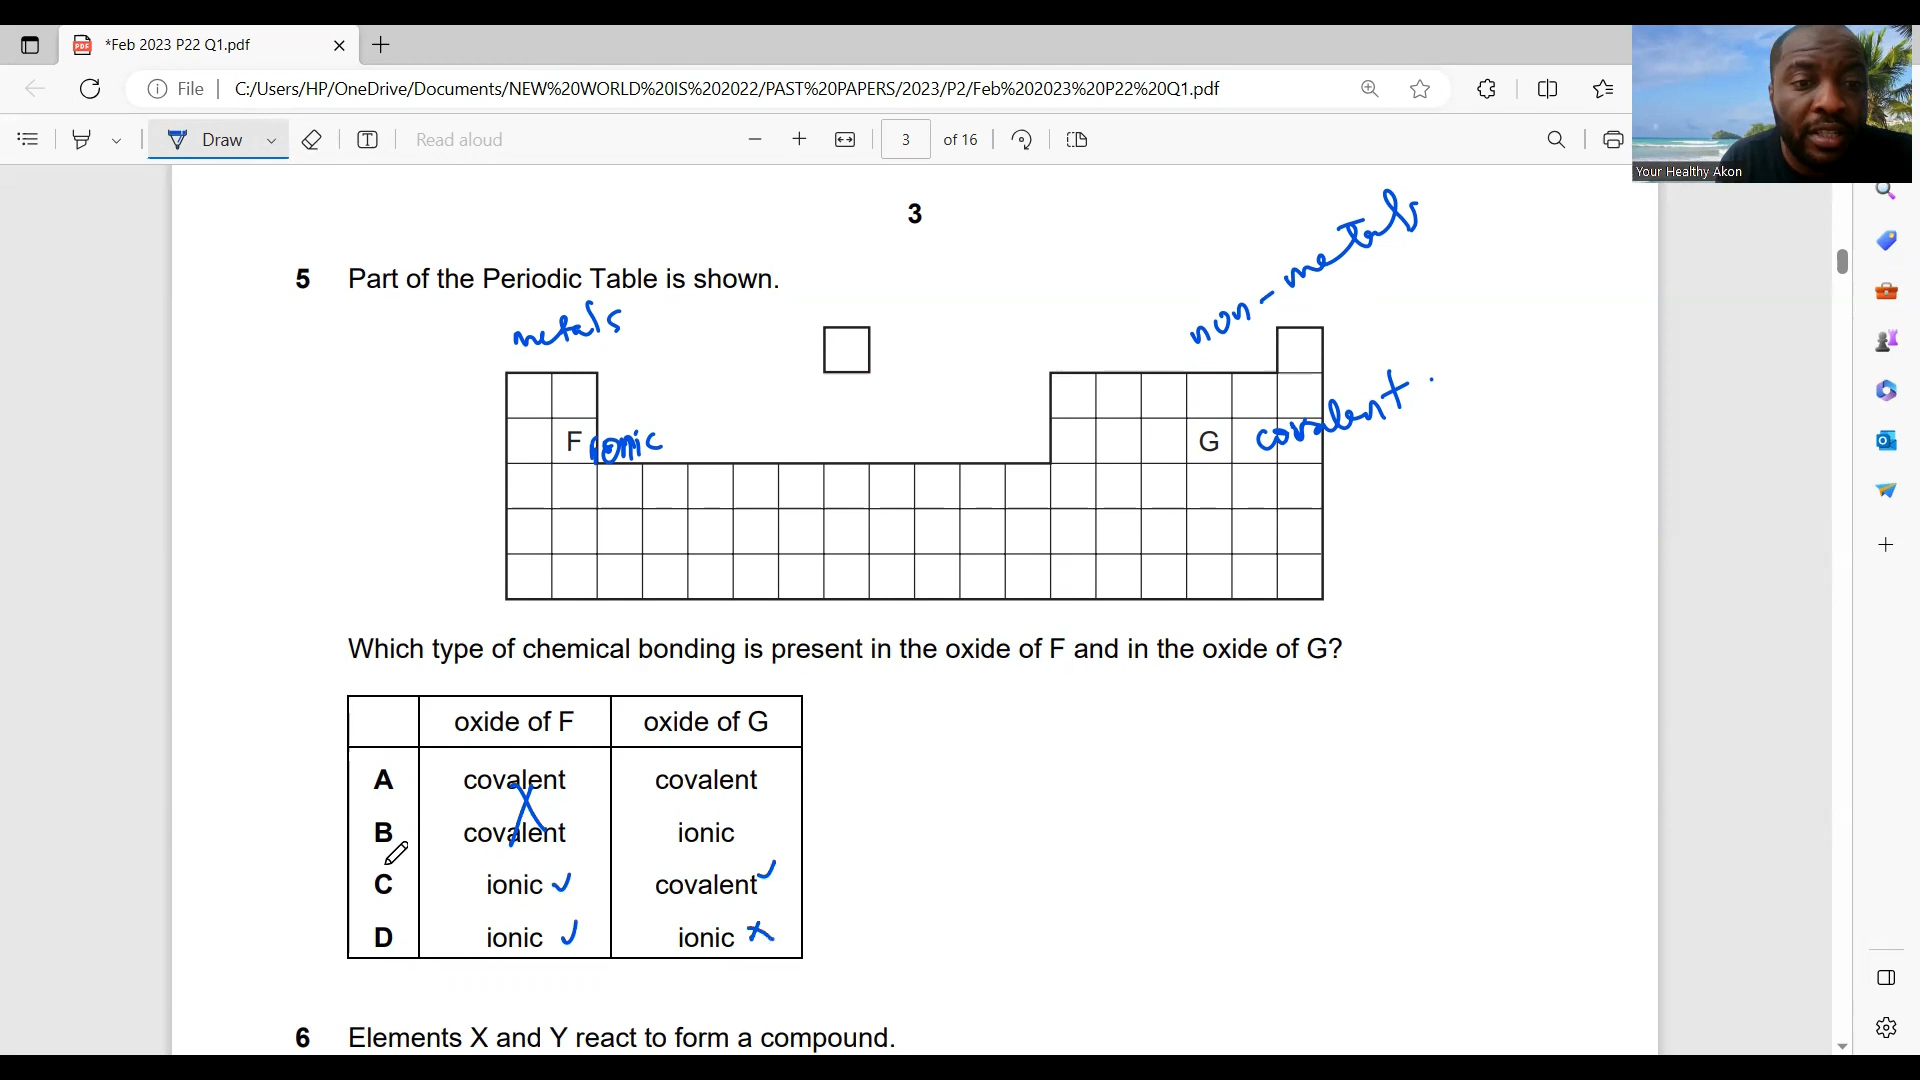 *Feb 2023 P22 Q1.pdf
File
C:/Users/HP/OneDrive/Documents/NEW%20WORLD%20IS%202022/PAST%20PAPERS/2023/P2/Feb%202023%20P22%20Q1.pdf
Draw
Read aloud
3 of 16
Your Healthy Akon
3
non-metals
5 Part of the Periodic Table is shown.
metals
F ionic G covalent
Which type of chemical bonding is present in the oxide of F and in the oxide of G?
oxide of F oxide of G
A covalent covalent
B covalent ionic
C ionic covalent
D ionic ionic
6 Elements X and Y react to form a compound.